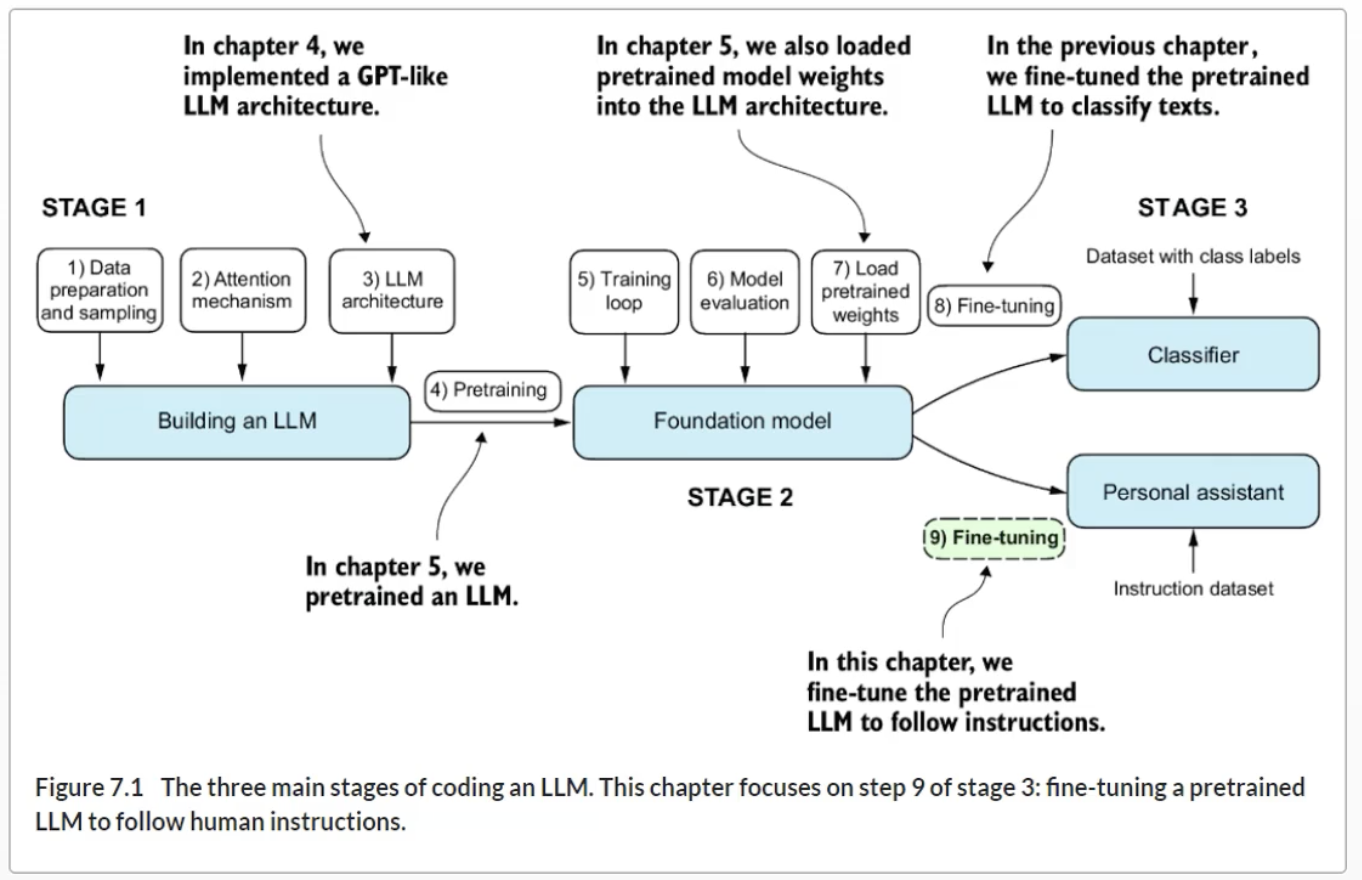 In chapter 4, we
implemented a GPT-like
LLM architecture.
In chapter 5, we also loaded
pretrained model weights
into the LLM architecture.
In the previous chapter,
we fine-tuned the pretrained
LLM to classify texts.
STAGE 1
STAGE 3
1) Data
preparation
and sampling
2) Attention
mechanism
3) LLM
architecture
5) Training
loop
6) Model
evaluation
7) Load
pretrained
weights
8) Fine-tuning
Dataset with class labels
Classifier
4) Pretraining
Building an LLM
Foundation model
STAGE 2
Personal assistant
9) Fine-tuning
Instruction dataset
In chapter 5, we
pretrained an LLM.
In this chapter, we
fine-tune the pretrained
LLM to follow instructions.
Figure 7.1 The three main stages of coding an LLM. This chapter focuses on step 9 of stage 3: fine-tuning a pretrained
LLM to follow human instructions.